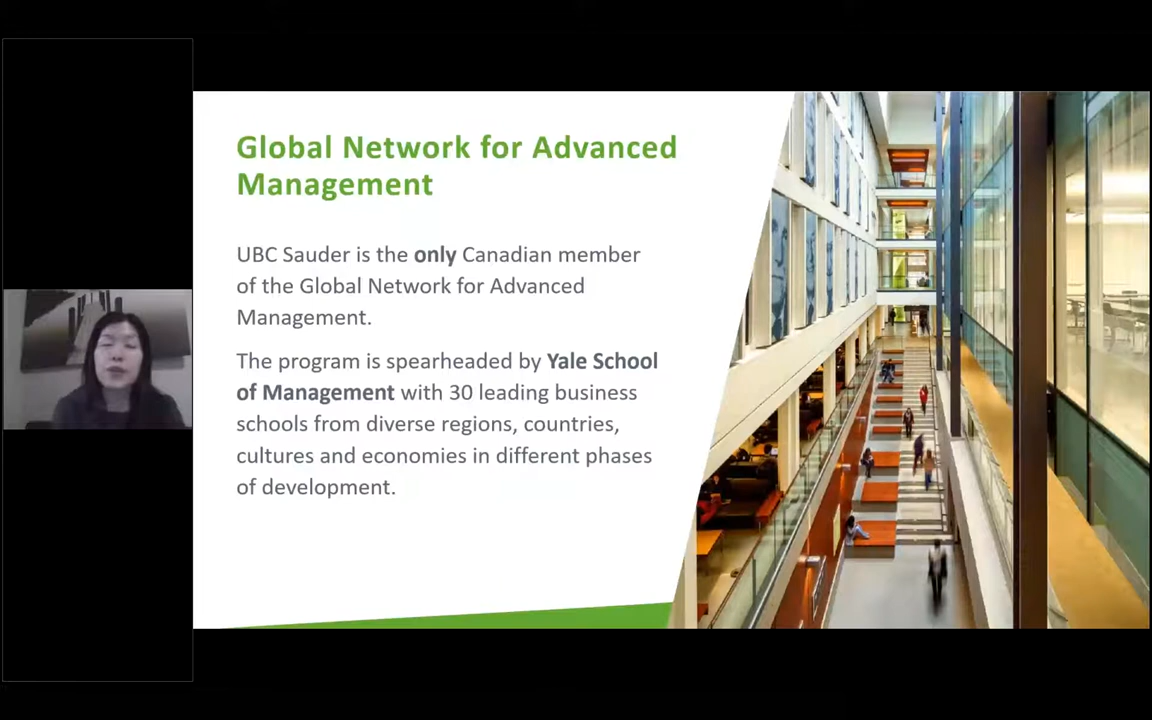 Global Network for Advanced
Management
UBC Sauder is the only Canadian member
of the Global Network for Advanced
Management.
The program is spearheaded by Yale School
of Management with 30 leading business
schools from diverse regions, countries,
cultures and economies in different phases
of development.